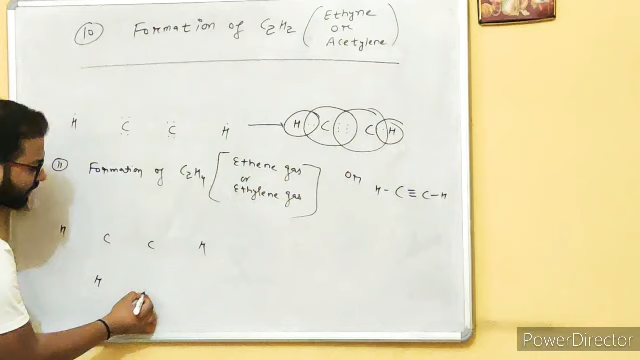 10 Formation of C2H2 (Ethyne
or
Acetylene)
H C C H → H C C H
11 Formation of C2H4 [Ethene gas
or
Ethylene gas]
or H-C≡C-H
H C C H
H
PowerDirector